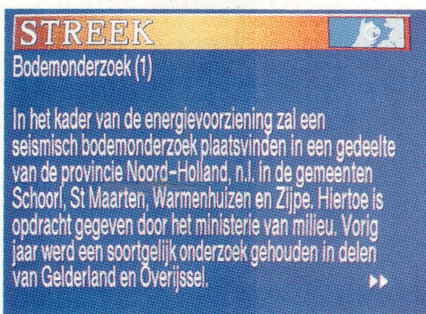 STREEK
Bodemonderzoek (1)
In het kader van de energievoorziening zal een
seismisch bodemonderzoek plaatsvinden in een gedeelte
van de provincie Noord-Holland, n.l. in de gemeenten
Schoorl, St Maarten, Warmenhuizen en Zijpe. Hiertoe is
opdracht gegeven door het ministerie van milieu. Vorig
jaar werd een soortgelijk onderzoek gehouden in delen
van Gelderland en Overijssel.